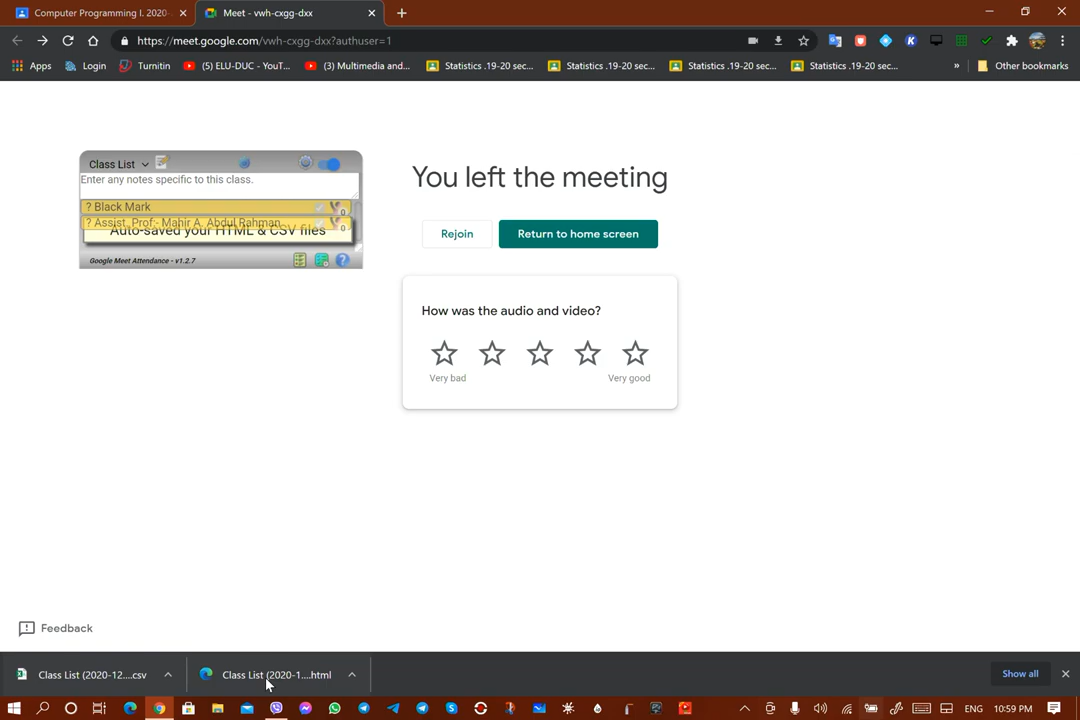 Computer Programming I. 2020-
Meet - vwh-cxgg-dxx
https://meet.google.com/vwh-cxgg-dxx?authuser=1
Apps
Login
Turnitin
(5) ELU-DUC - YouT...
(3) Multimedia and...
Statistics .19-20 sec...
Statistics .19-20 sec...
Statistics .19-20 sec...
Statistics .19-20 sec...
»
Other bookmarks
Class List
Enter any notes specific to this class.
? Black Mark
0
? Assist. Prof:- Mahir A. Abdul Rahman
0
Auto-saved your HTML & CSV files
Google Meet Attendance - v1.2.7
You left the meeting
Rejoin
Return to home screen
How was the audio and video?
Very bad
Very good
Feedback
Class List (2020-12....csv
Class List (2020-1....html
Show all
ENG
10:59 PM